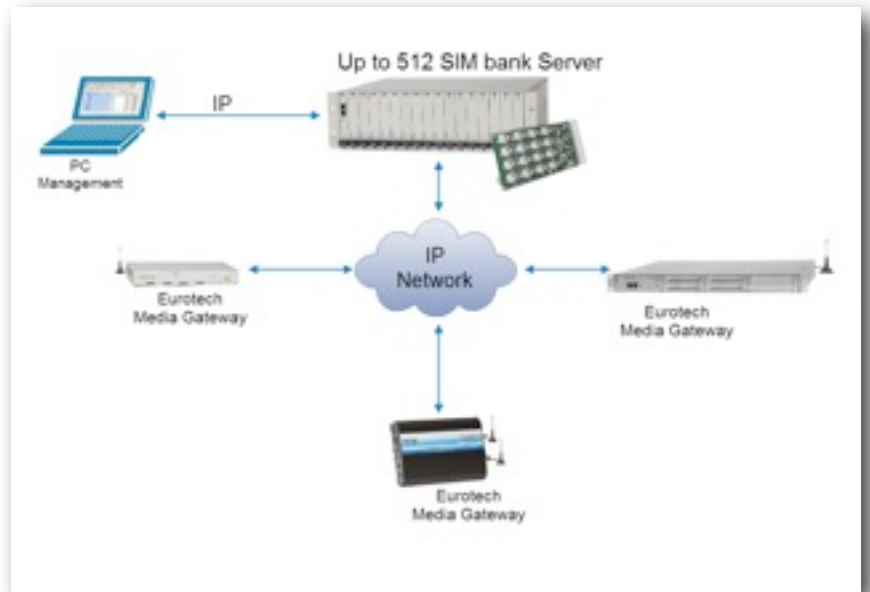 Up to 512 SIM bank Server
IP
PC
Management
IP
Network
Eurotech
Media Gateway
Eurotech
Media Gateway
Eurotech
Media Gateway